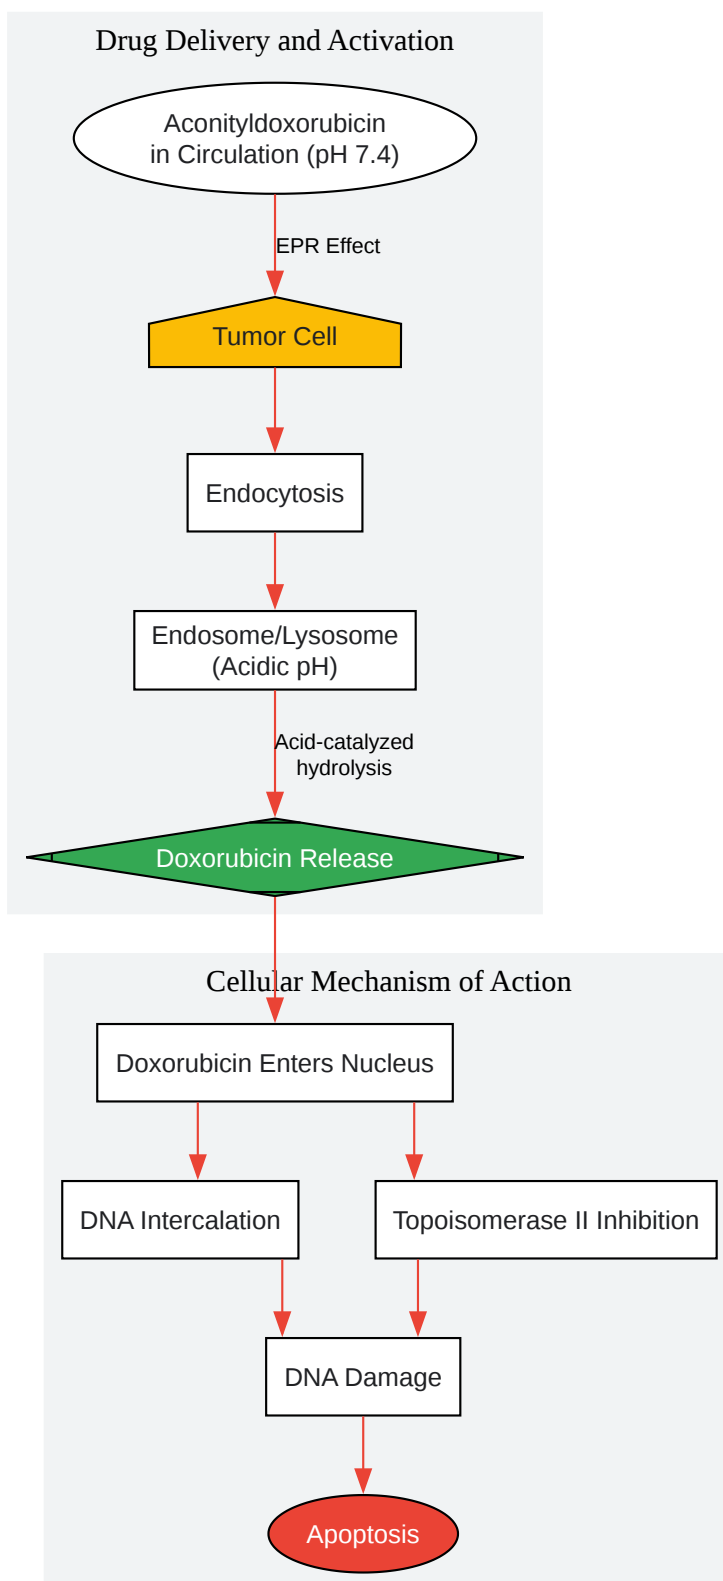 Drug Delivery and Activation
Aconityldoxorubicin
in Circulation (pH 7.4)
EPR Effect
Tumor Cell
Endocytosis
Endosome/Lysosome
(Acidic pH)
Acid-catalyzed
hydrolysis
Doxorubicin Release
Cellular Mechanism of Action
Doxorubicin Enters Nucleus
DNA Intercalation
Topoisomerase II Inhibition
DNA Damage
Apoptosis